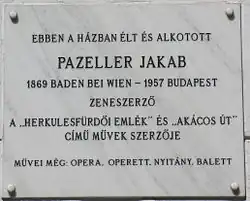 EBBEN A HÁZBAN ÉLT ÉS ALKOTOTT
PAZELLER JAKAB
1869 BADEN BEI WIEN – 1957 BUDAPEST
ZENESZERZŐ
A „HERKULESFÜRDŐI EMLÉK" ÉS „AKÁCOS ÚT"
CÍMŰ MŰVEK SZERZŐJE
MŰVEI MÉG: OPERA, OPERETT, NYITÁNY, BALETT